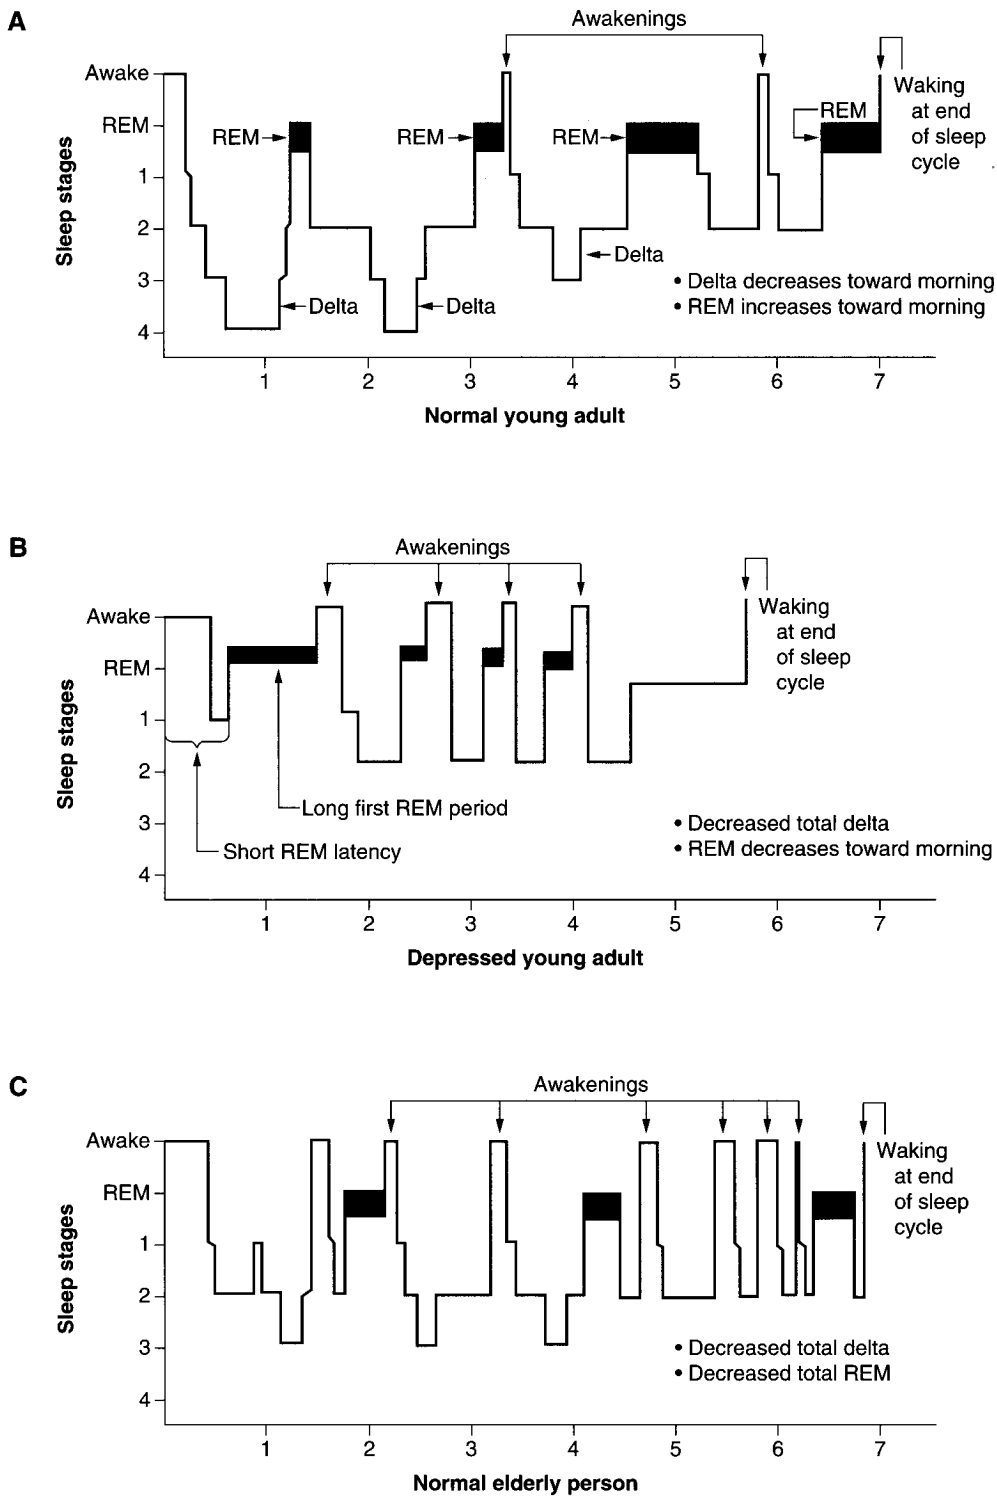 A
Awakenings
Awake
REM
1
2
3
4
Sleep stages
REM
REM
REM
REM
Waking
at end
of sleep
cycle
Delta
Delta
Delta
• Delta decreases toward morning
• REM increases toward morning
1 2 3 4 5 6 7
Normal young adult
B
Awakenings
Awake
REM
1
2
3
4
Sleep stages
Waking
at end
of sleep
cycle
Long first REM period
Short REM latency
• Decreased total delta
• REM decreases toward morning
1 2 3 4 5 6 7
Depressed young adult
C
Awakenings
Awake
REM
1
2
3
4
Sleep stages
Waking
at end
of sleep
cycle
• Decreased total delta
• Decreased total REM
1 2 3 4 5 6 7
Normal elderly person